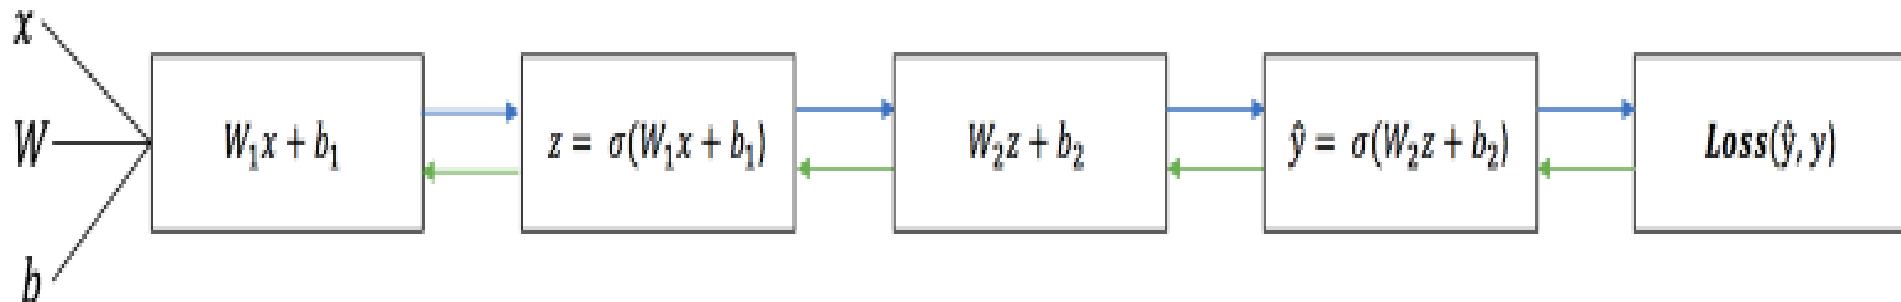 x
W
b
W₁x + b₁
z = σ(W₁x + b₁)
W₂z + b₂
ŷ = σ(W₂z + b₂)
Loss(ŷ, y)